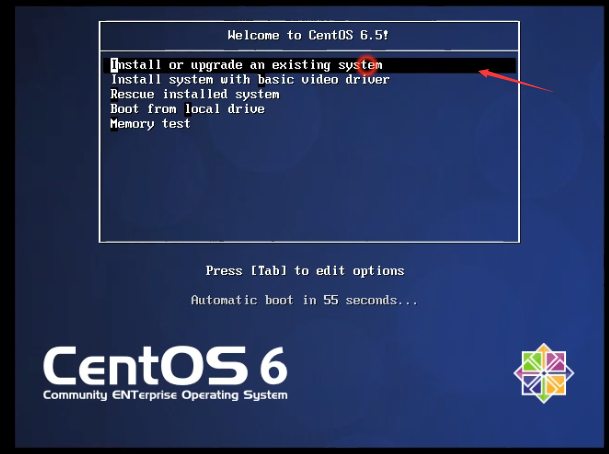 Welcome to CentOS 6.5!
Install or upgrade an existing system
Install system with basic video driver
Rescue installed system
Boot from local drive
Memory test
Press [Tab] to edit options
Automatic boot in 55 seconds...
CentOS 6
Community ENTerprise Operating System